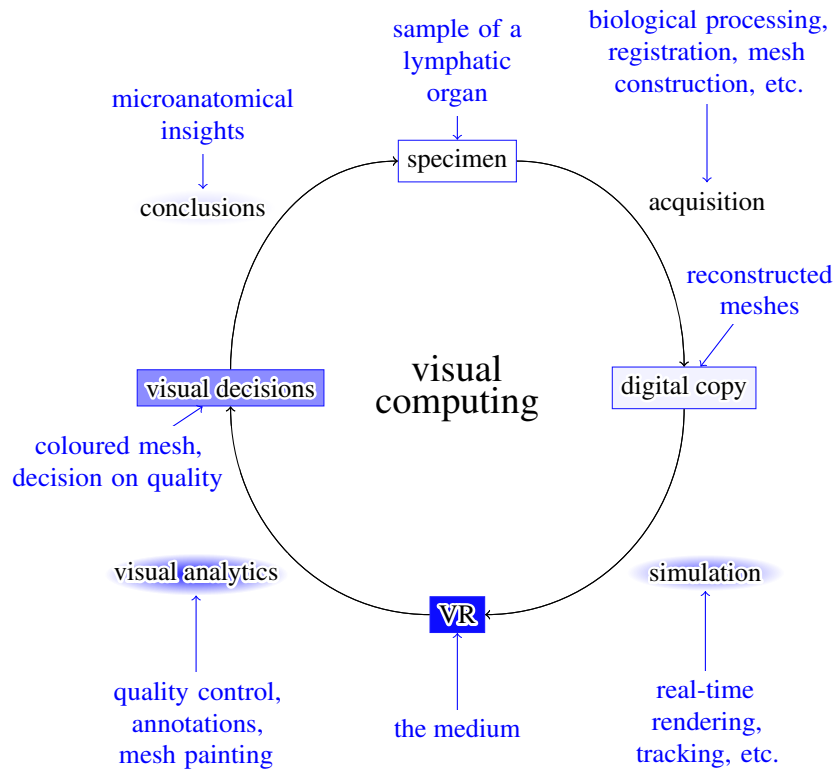 sample of a
lymphatic
organ
biological processing,
registration, mesh
construction, etc.
microanatomical
insights
specimen
conclusions
acquisition
reconstructed
meshes
visual
computing
visual decisions
digital copy
coloured mesh,
decision on quality
visual analytics
simulation
VR
quality control,
annotations,
mesh painting
the medium
real-time
rendering,
tracking, etc.